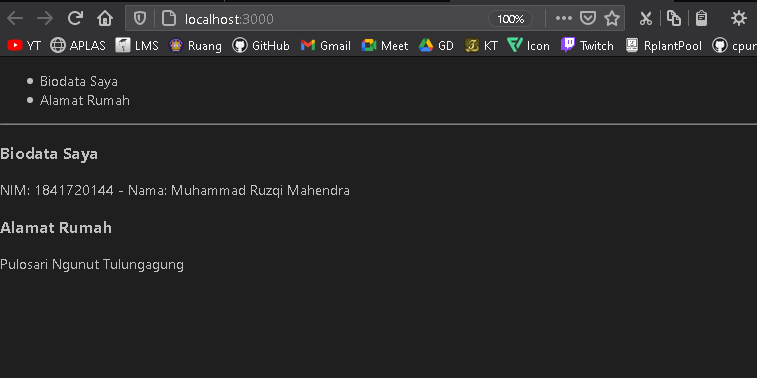 localhost:3000
100%
YT APLAS LMS Ruang GitHub Gmail Meet GD KT Icon Twitch RplantPool
Biodata Saya
Alamat Rumah
Biodata Saya
NIM: 1841720144 - Nama: Muhammad Ruzqi Mahendra
Alamat Rumah
Pulosari Ngunut Tulungagung